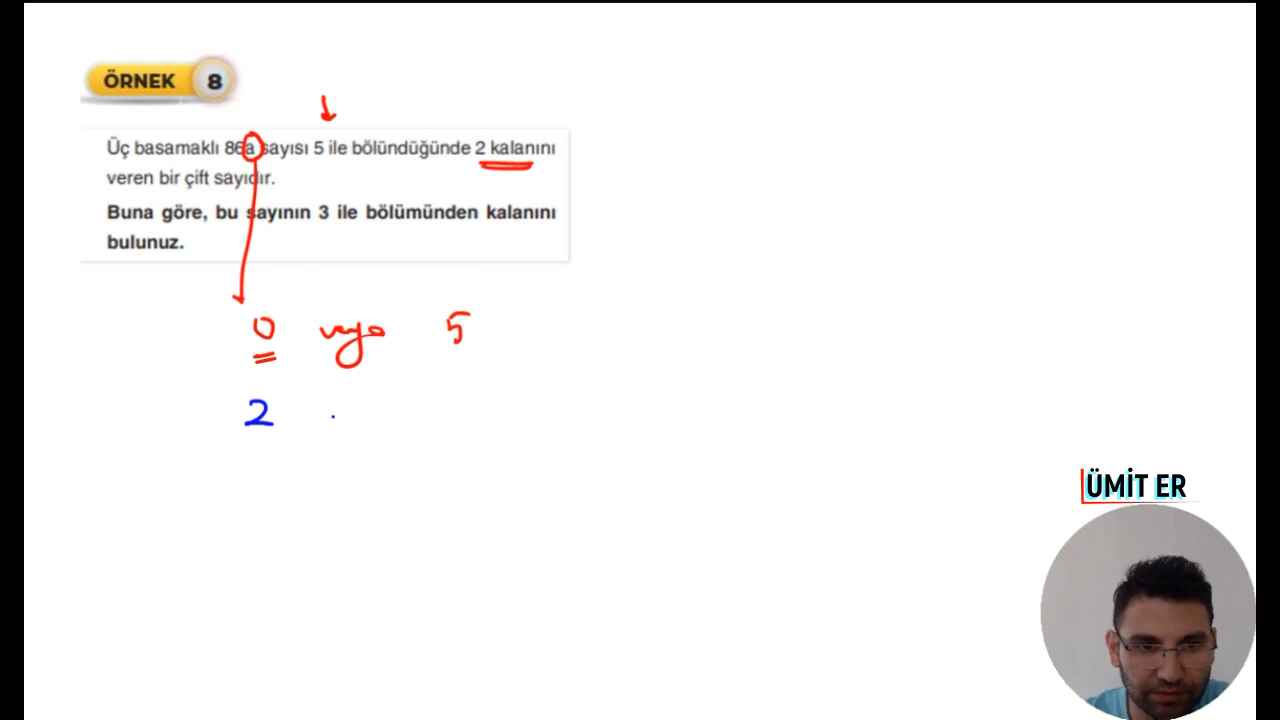 ÖRNEK 8
Üç basamaklı 86a sayısı 5 ile bölündüğünde 2 kalanını
veren bir çift sayıdır.
Buna göre, bu sayının 3 ile bölümünden kalanını
bulunuz.
0 veya 5
2
ÜMİT ER